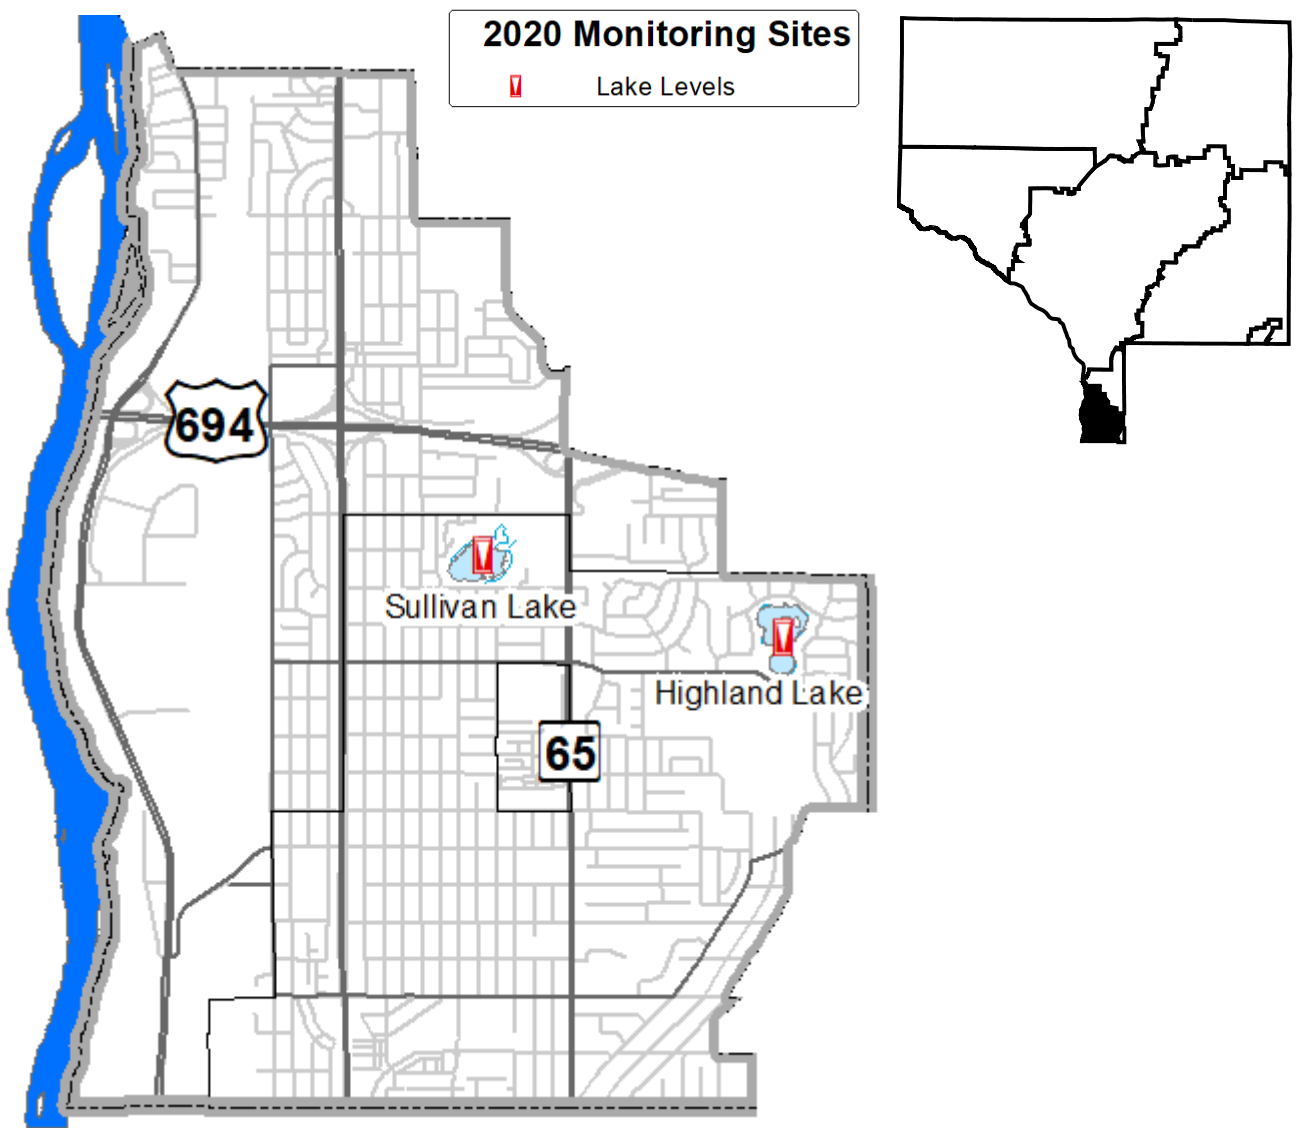 2020 Monitoring Sites
Lake Levels
694
Sullivan Lake
Highland Lake
65